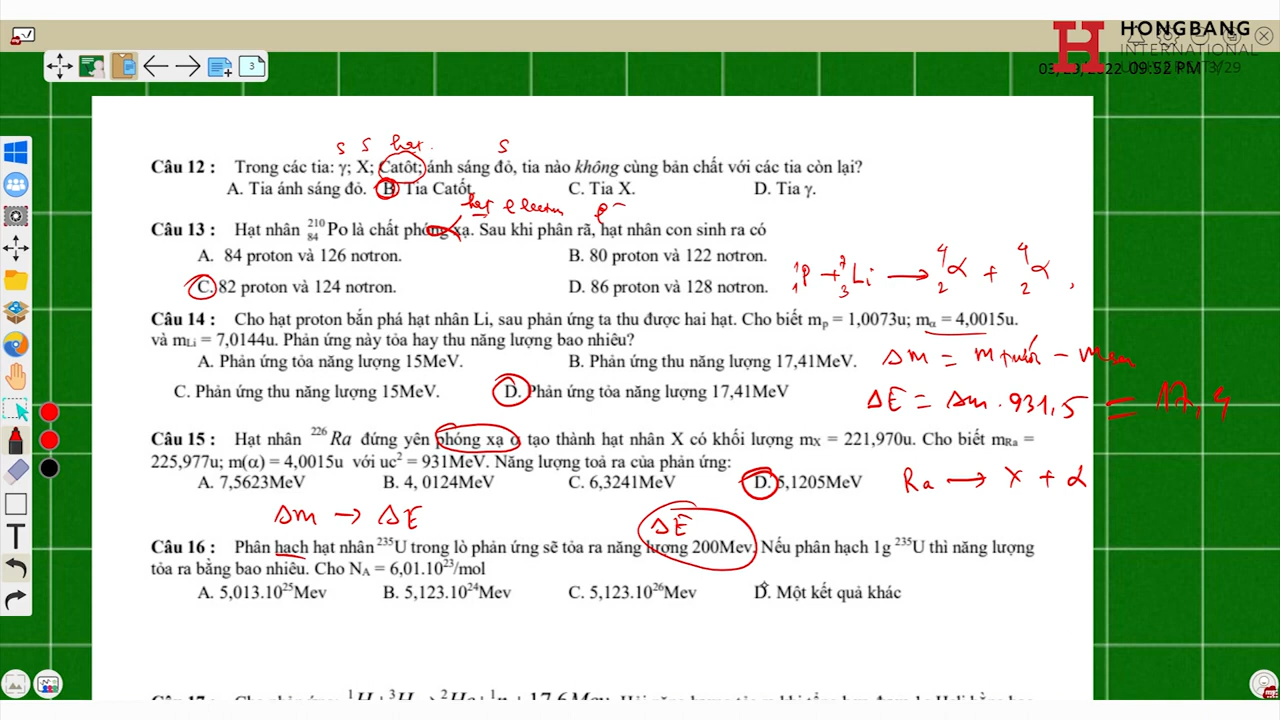 HONGBANG
INTERNATIONAL
3
s s hạt s
Câu 12 : Trong các tia: γ; X; Catôt; ánh sáng đỏ, tia nào không cùng bản chất với các tia còn lại?
A. Tia ánh sáng đỏ. B. Tia Catốt. C. Tia X. D. Tia γ.
hạt electron e⁻
Câu 13 : Hạt nhân ²¹⁰₈₄Po là chất phóng xạ. Sau khi phân rã, hạt nhân con sinh ra có
A. 84 proton và 126 nơtron. B. 80 proton và 122 nơtron.
C. 82 proton và 124 nơtron. D. 86 proton và 128 nơtron.
¹₁P + ⁷₃Li ⟶ ⁴₂α + ⁴₂α
Câu 14 : Cho hạt proton bắn phá hạt nhân Li, sau phản ứng ta thu được hai hạt. Cho biết mₚ = 1,0073u; m_α = 4,0015u.
và m_Li = 7,0144u. Phản ứng này tỏa hay thu năng lượng bao nhiêu?
A. Phản ứng tỏa năng lượng 15MeV. B. Phản ứng thu năng lượng 17,41MeV.
Δm = m trước - m sau
C. Phản ứng thu năng lượng 15MeV. D. Phản ứng tỏa năng lượng 17,41MeV
ΔE = Δm . 931,5 = 17,4
Câu 15 : Hạt nhân ²²⁶Ra đứng yên phóng xạ α tạo thành hạt nhân X có khối lượng m_X = 221,970u. Cho biết m_Ra =
225,977u; m(α) = 4,0015u với uc² = 931MeV. Năng lượng toả ra của phản ứng:
A. 7,5623MeV B. 4, 0124MeV C. 6,3241MeV D. 5,1205MeV
Ra ⟶ X + α
Δm → ΔE
ΔE
Câu 16 : Phân hạch hạt nhân ²³⁵U trong lò phản ứng sẽ tỏa ra năng lượng 200Mev. Nếu phân hạch 1g ²³⁵U thì năng lượng
tỏa ra bằng bao nhiêu. Cho N_A = 6,01.10²³/mol
A. 5,013.10²⁵Mev B. 5,123.10²⁴Mev C. 5,123.10²⁶Mev D. Một kết quả khác